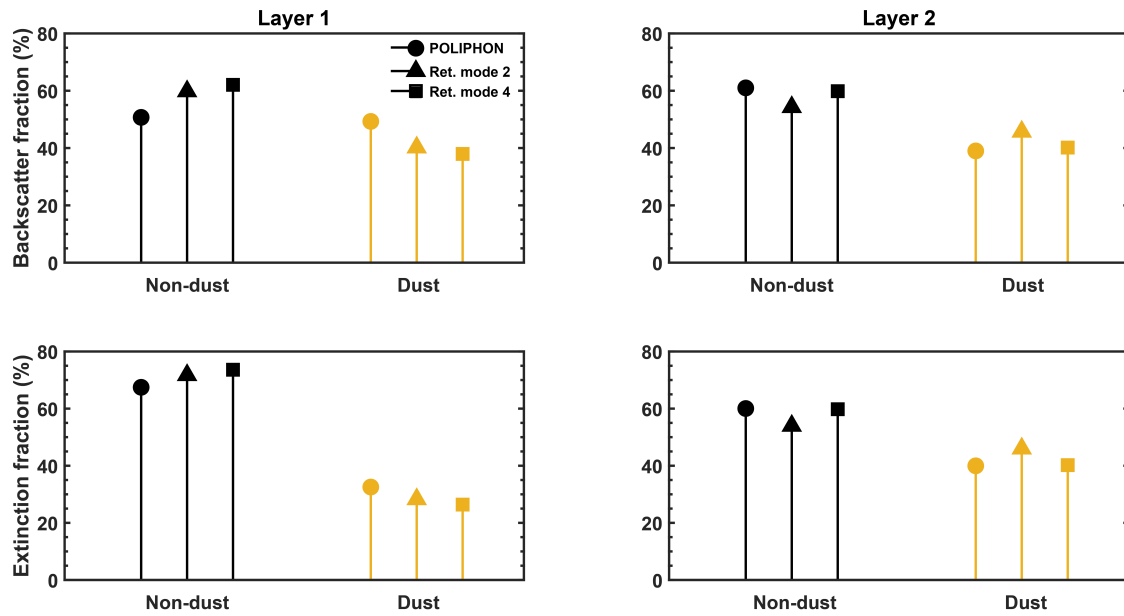 Layer 1
Layer 2
Backscatter fraction (%)
80
60
40
20
0
POLIPHON
Ret. mode 2
Ret. mode 4
Non-dust
Dust
80
60
40
20
0
Non-dust
Dust
Extinction fraction (%)
80
60
40
20
0
Non-dust
Dust
80
60
40
20
0
Non-dust
Dust